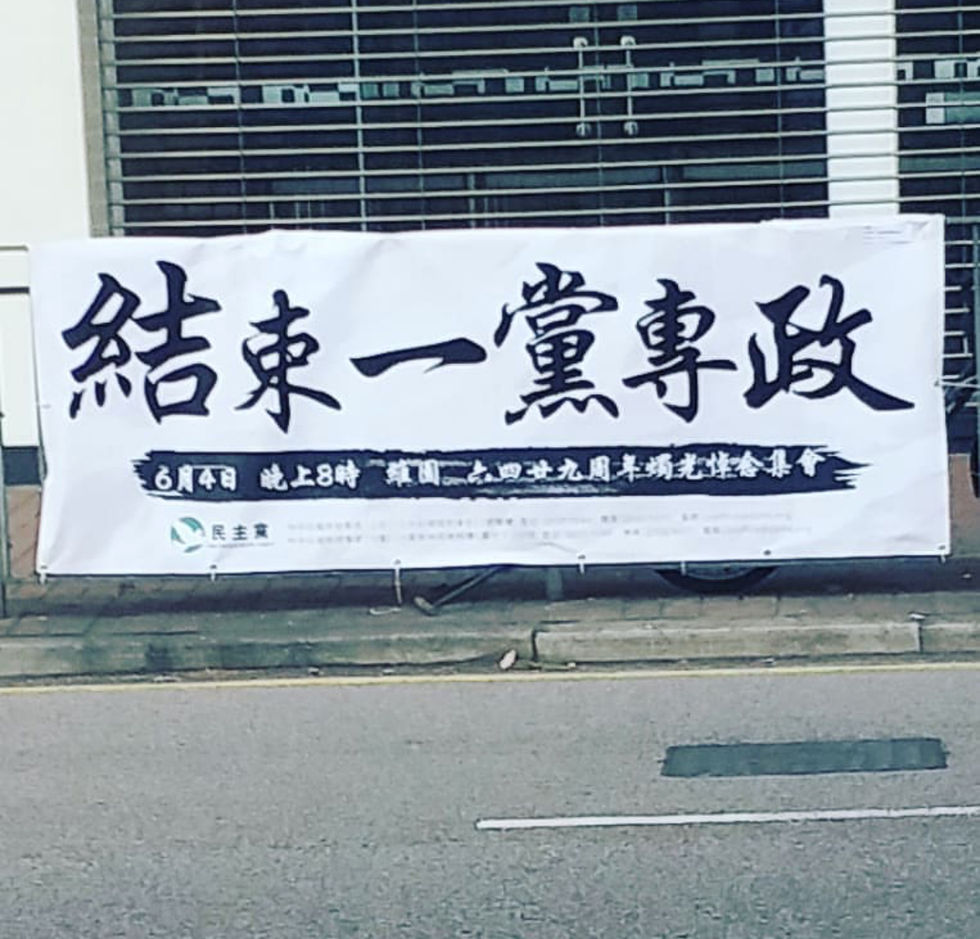 結束一黨專政
6月4日 晚上8時 維園 六四廿九周年燭光悼念集會
民主黨